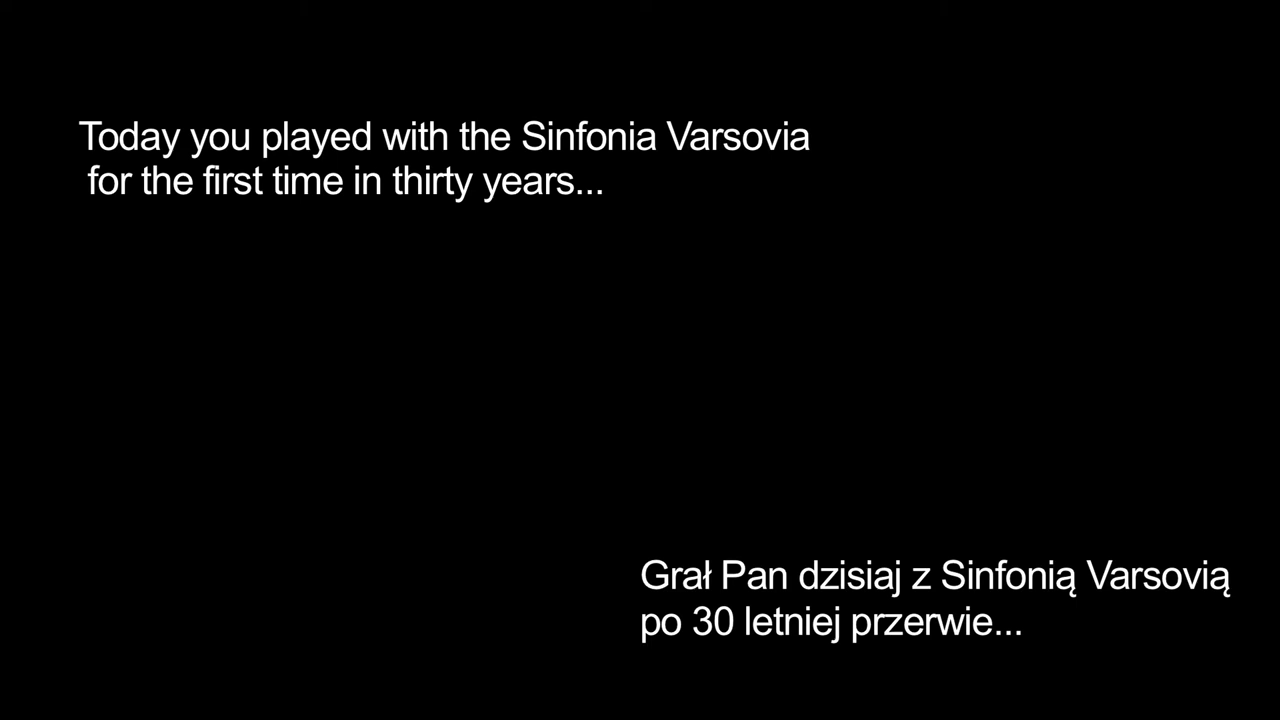 Today you played with the Sinfonia Varsovia
for the first time in thirty years...
Grał Pan dzisiaj z Sinfonią Varsovią
po 30 letniej przerwie...